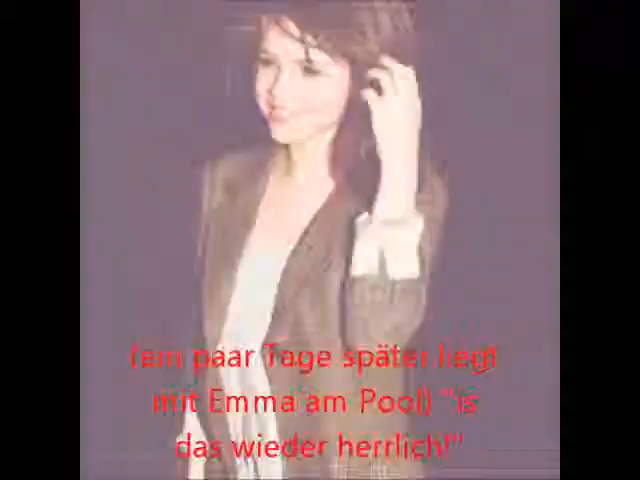 (ein paar Tage später liegt
mit Emma am Pool) "is
das wieder herrlich!"